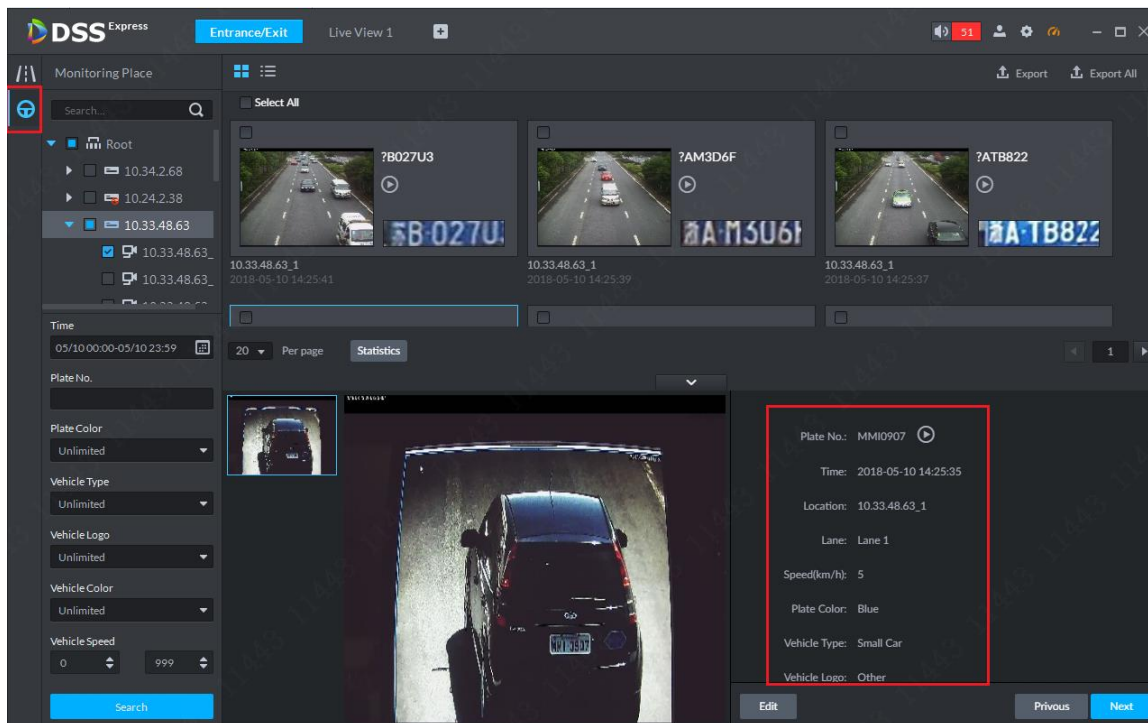 DSS Express
Entrance/Exit
Live View 1
51
Monitoring Place
Export
Export All
Search...
Select All
Root
10.34.2.68
10.24.2.38
10.33.48.63
10.33.48.63_
10.33.48.63_
?B027U3
B·027U
10.33.48.63_1
2018-05-10 14:25:41
?AM3D6F
A·M3U6
10.33.48.63_1
2018-05-10 14:25:39
?ATB822
A·TB822
10.33.48.63_1
2018-05-10 14:25:37
Time
05/10 00:00-05/10 23:59
20
Per page
Statistics
1
Plate No.
Plate Color
Unlimited
Vehicle Type
Unlimited
Vehicle Logo
Unlimited
Vehicle Color
Unlimited
Vehicle Speed
0
999
Search
Plate No.: MMI0907
Time: 2018-05-10 14:25:35
Location: 10.33.48.63_1
Lane: Lane 1
Speed(km/h): 5
Plate Color: Blue
Vehicle Type: Small Car
Vehicle Logo: Other
Edit
Privous
Next